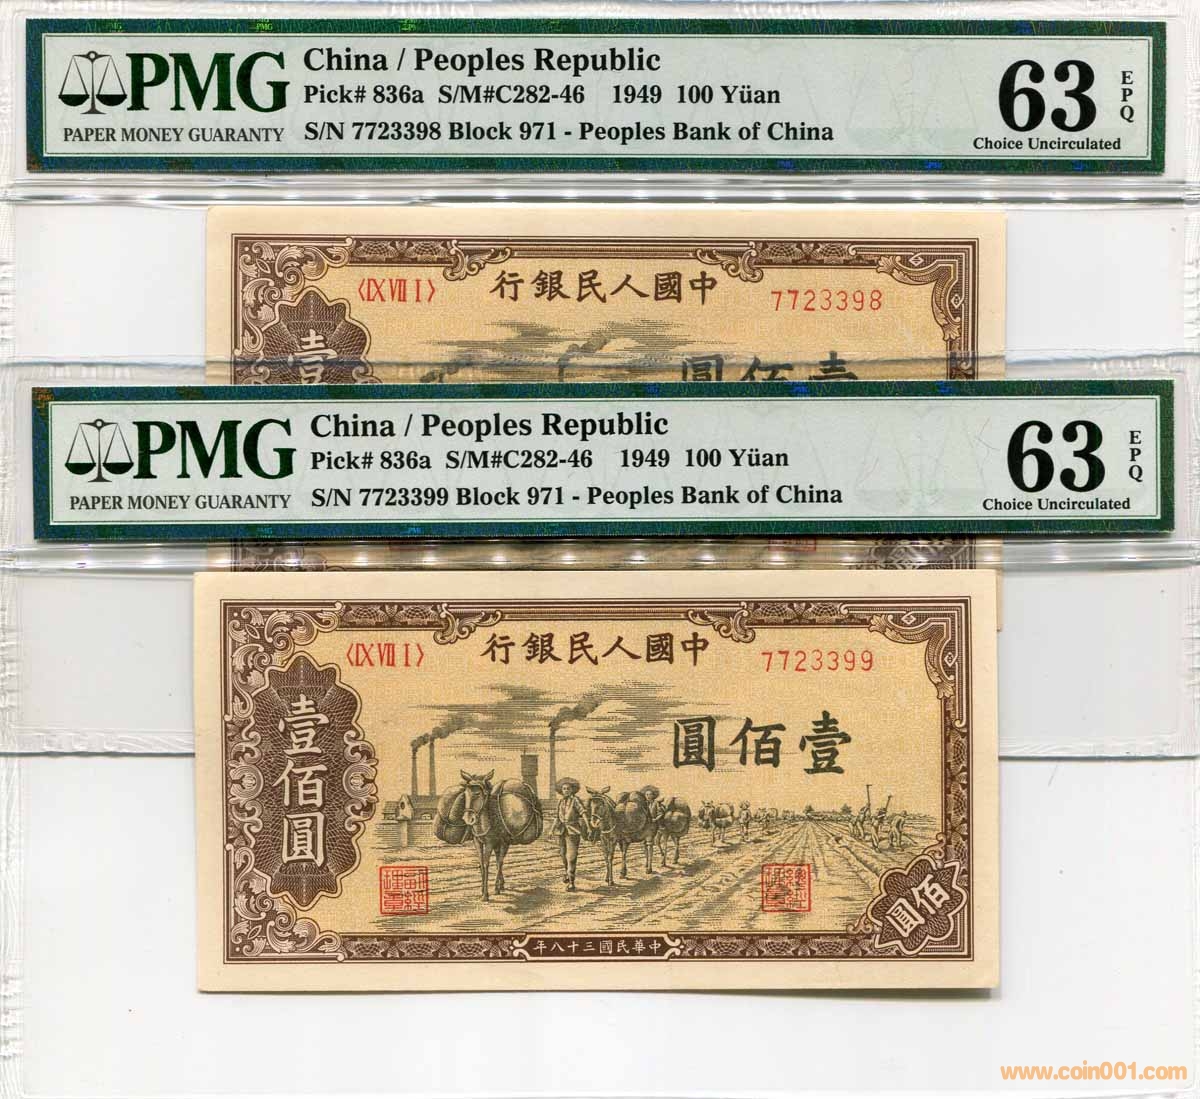 PMG
PAPER MONEY GUARANTY
China / Peoples Republic
Pick# 836a S/M#C282-46 1949 100 Yüan
S/N 7723398 Block 971 - Peoples Bank of China
63
EPQ
Choice Uncirculated
〈IX VII I〉
行銀民人國中
7723398
壹
圓佰壹
PMG
PAPER MONEY GUARANTY
China / Peoples Republic
Pick# 836a S/M#C282-46 1949 100 Yüan
S/N 7723399 Block 971 - Peoples Bank of China
63
EPQ
Choice Uncirculated
〈IX VII I〉
行銀民人國中
7723399
圓佰壹
壹佰圓
佰圓
年八十三國民華中
www.coin001.com